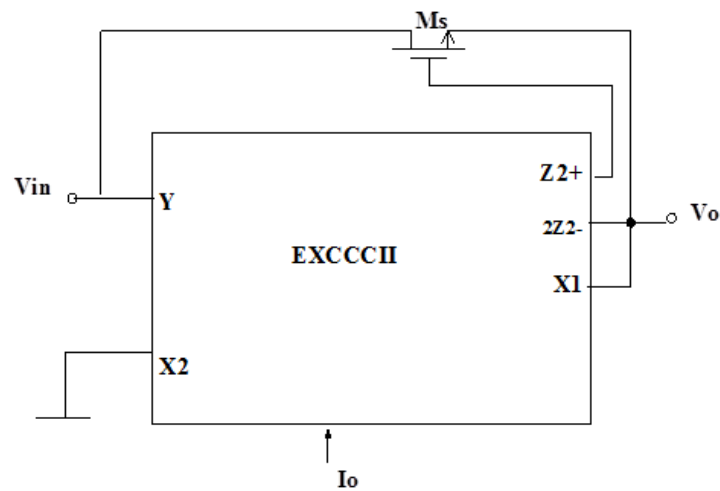 Ms
Z2+
Vin
Y
2Z2-
Vo
EXCCCII
X1
X2
Io